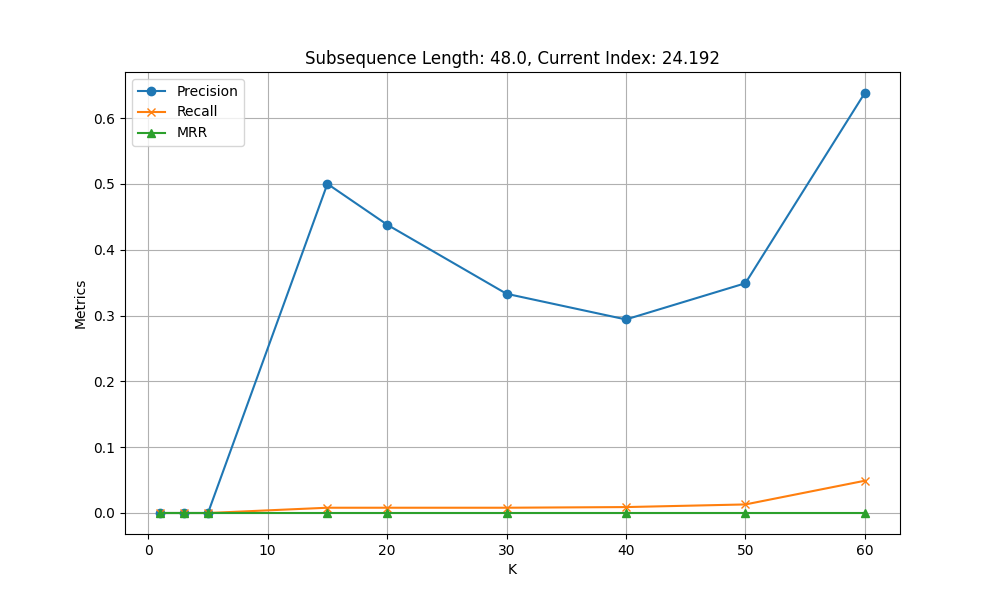 Subsequence Length: 48.0, Current Index: 24.192
Precision
Recall
MRR
0.6
0.5
0.4
0.3
0.2
0.1
0.0
Metrics
0 10 20 30 40 50 60
K